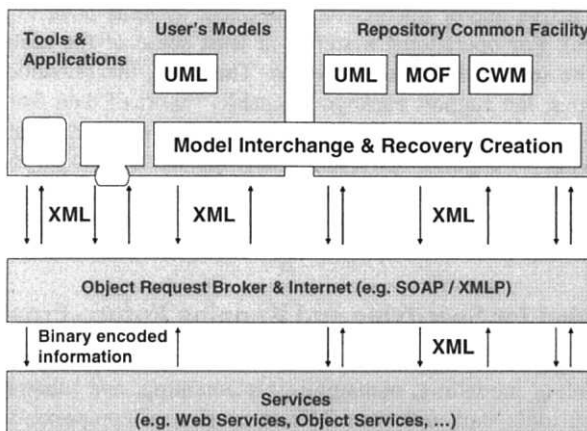 Tools &
Applications
User's Models
Repository Common Facility
UML
UML
MOF
CWM
Model Interchange & Recovery Creation
XML
XML
XML
Object Request Broker & Internet (e.g. SOAP / XMLP)
Binary encoded
information
XML
Services
(e.g. Web Services, Object Services, ...)